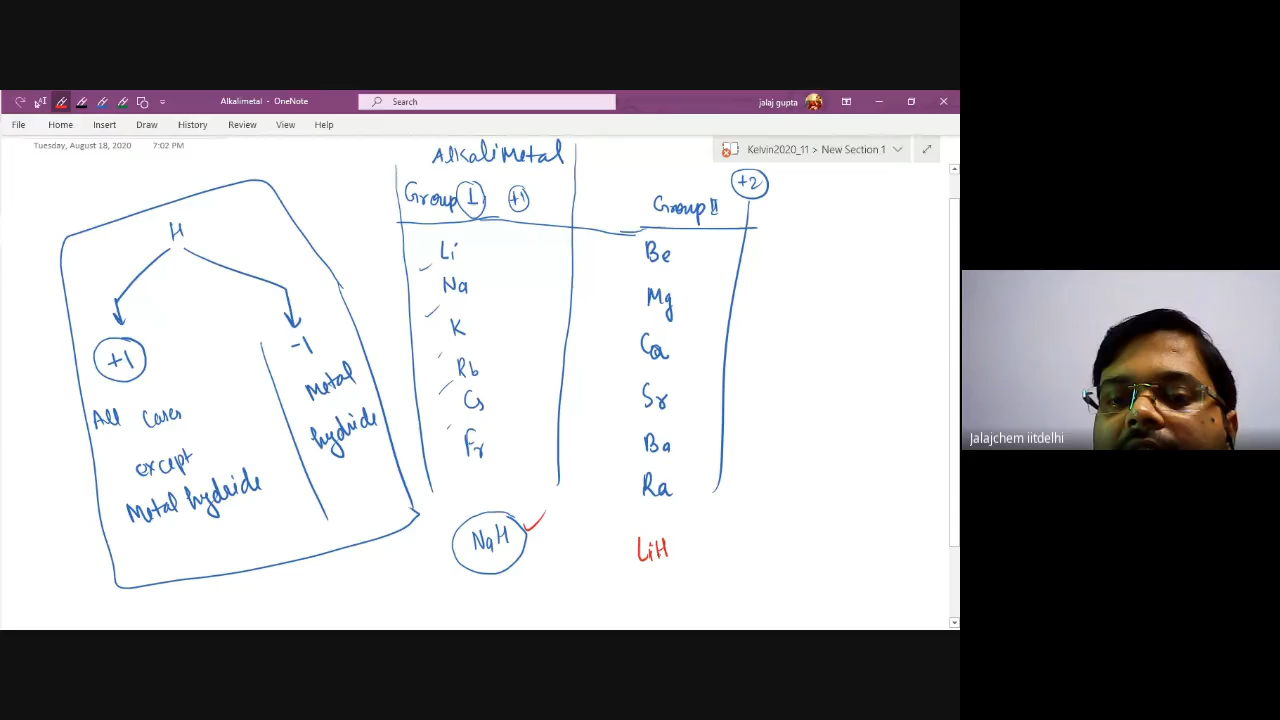 Alkalimetal - OneNote
Search
jalaj gupta
File Home Insert Draw History Review View Help
Tuesday, August 18, 2020 7:02 PM
Kelvin2020_11 > New Section 1
Alkali Metal
Group I +1
Group II +2
H
+1
-1
All Cases
except
Metal hydride
Metal
hydride
Li
Na
K
Rb
Cs
Fr
Be
Mg
Ca
Sr
Ba
Ra
NaH
LiH
Jalajchem iitdelhi